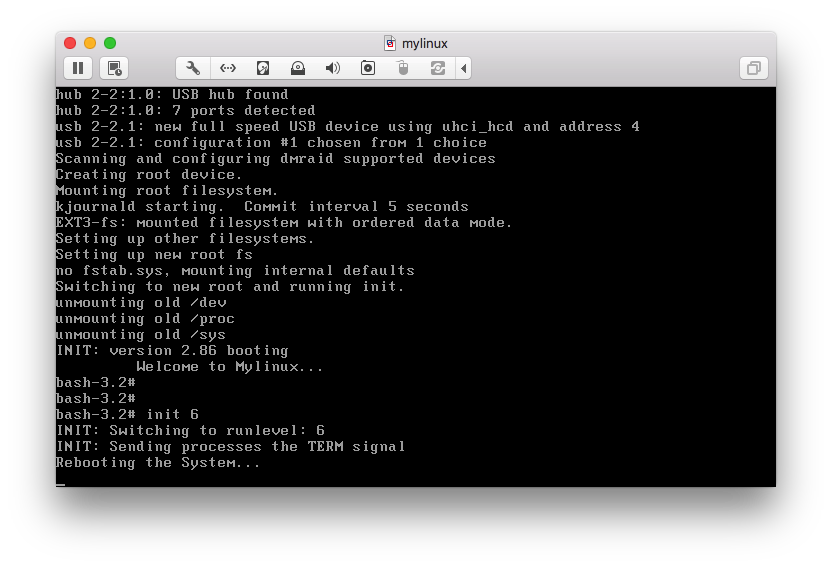 mylinux
hub 2-2:1.0: USB hub found
hub 2-2:1.0: 7 ports detected
usb 2-2.1: new full speed USB device using uhci_hcd and address 4
usb 2-2.1: configuration #1 chosen from 1 choice
Scanning and configuring dmraid supported devices
Creating root device.
Mounting root filesystem.
kjournald starting.  Commit interval 5 seconds
EXT3-fs: mounted filesystem with ordered data mode.
Setting up other filesystems.
Setting up new root fs
no fstab.sys, mounting internal defaults
Switching to new root and running init.
unmounting old /dev
unmounting old /proc
unmounting old /sys
INIT: version 2.86 booting
         Welcome to Mylinux...
bash-3.2#
bash-3.2#
bash-3.2# init 6
INIT: Switching to runlevel: 6
INIT: Sending processes the TERM signal
Rebooting the System...